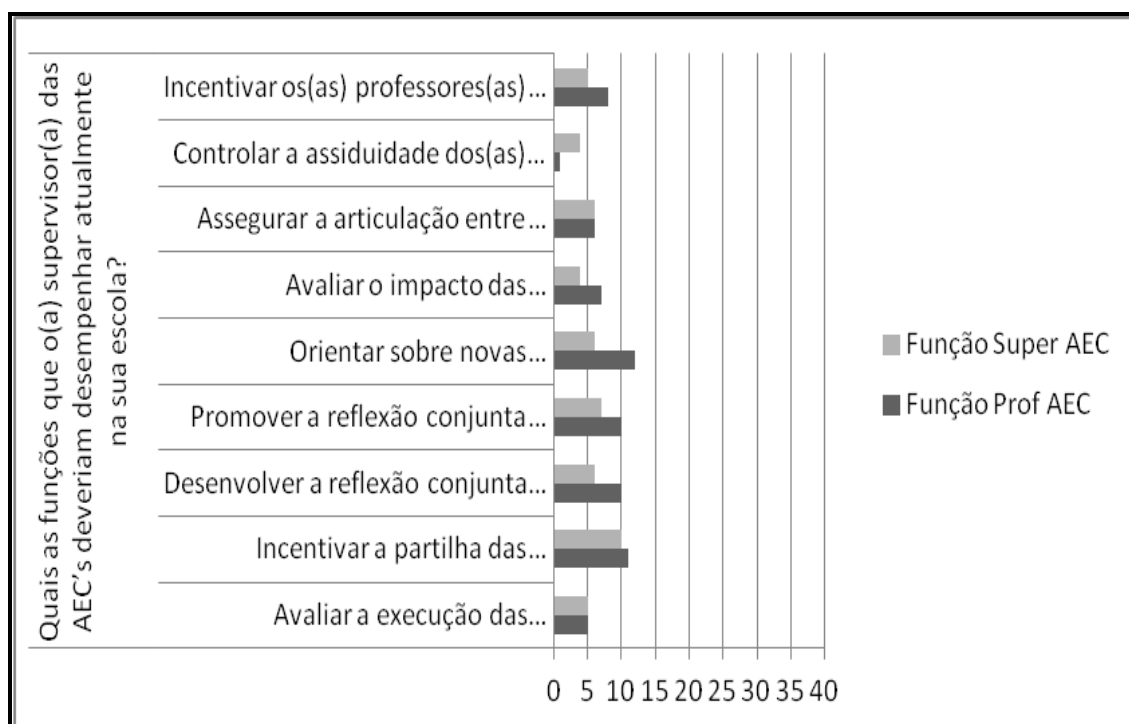 Quais as funções que o(a) supervisor(a) das
AEC's deveriam desempenhar atualmente
na sua escola?
Incentivar os(as) professores(as) ...
Controlar a assiduidade dos(as) ...
Assegurar a articulação entre ...
Avaliar o impacto das ...
Orientar sobre novas ...
Promover a reflexão conjunta ...
Desenvolver a reflexão conjunta ...
Incentivar a partilha das ...
Avaliar a execução das ...
0 5 10 15 20 25 30 35 40
Função Super AEC
Função Prof AEC